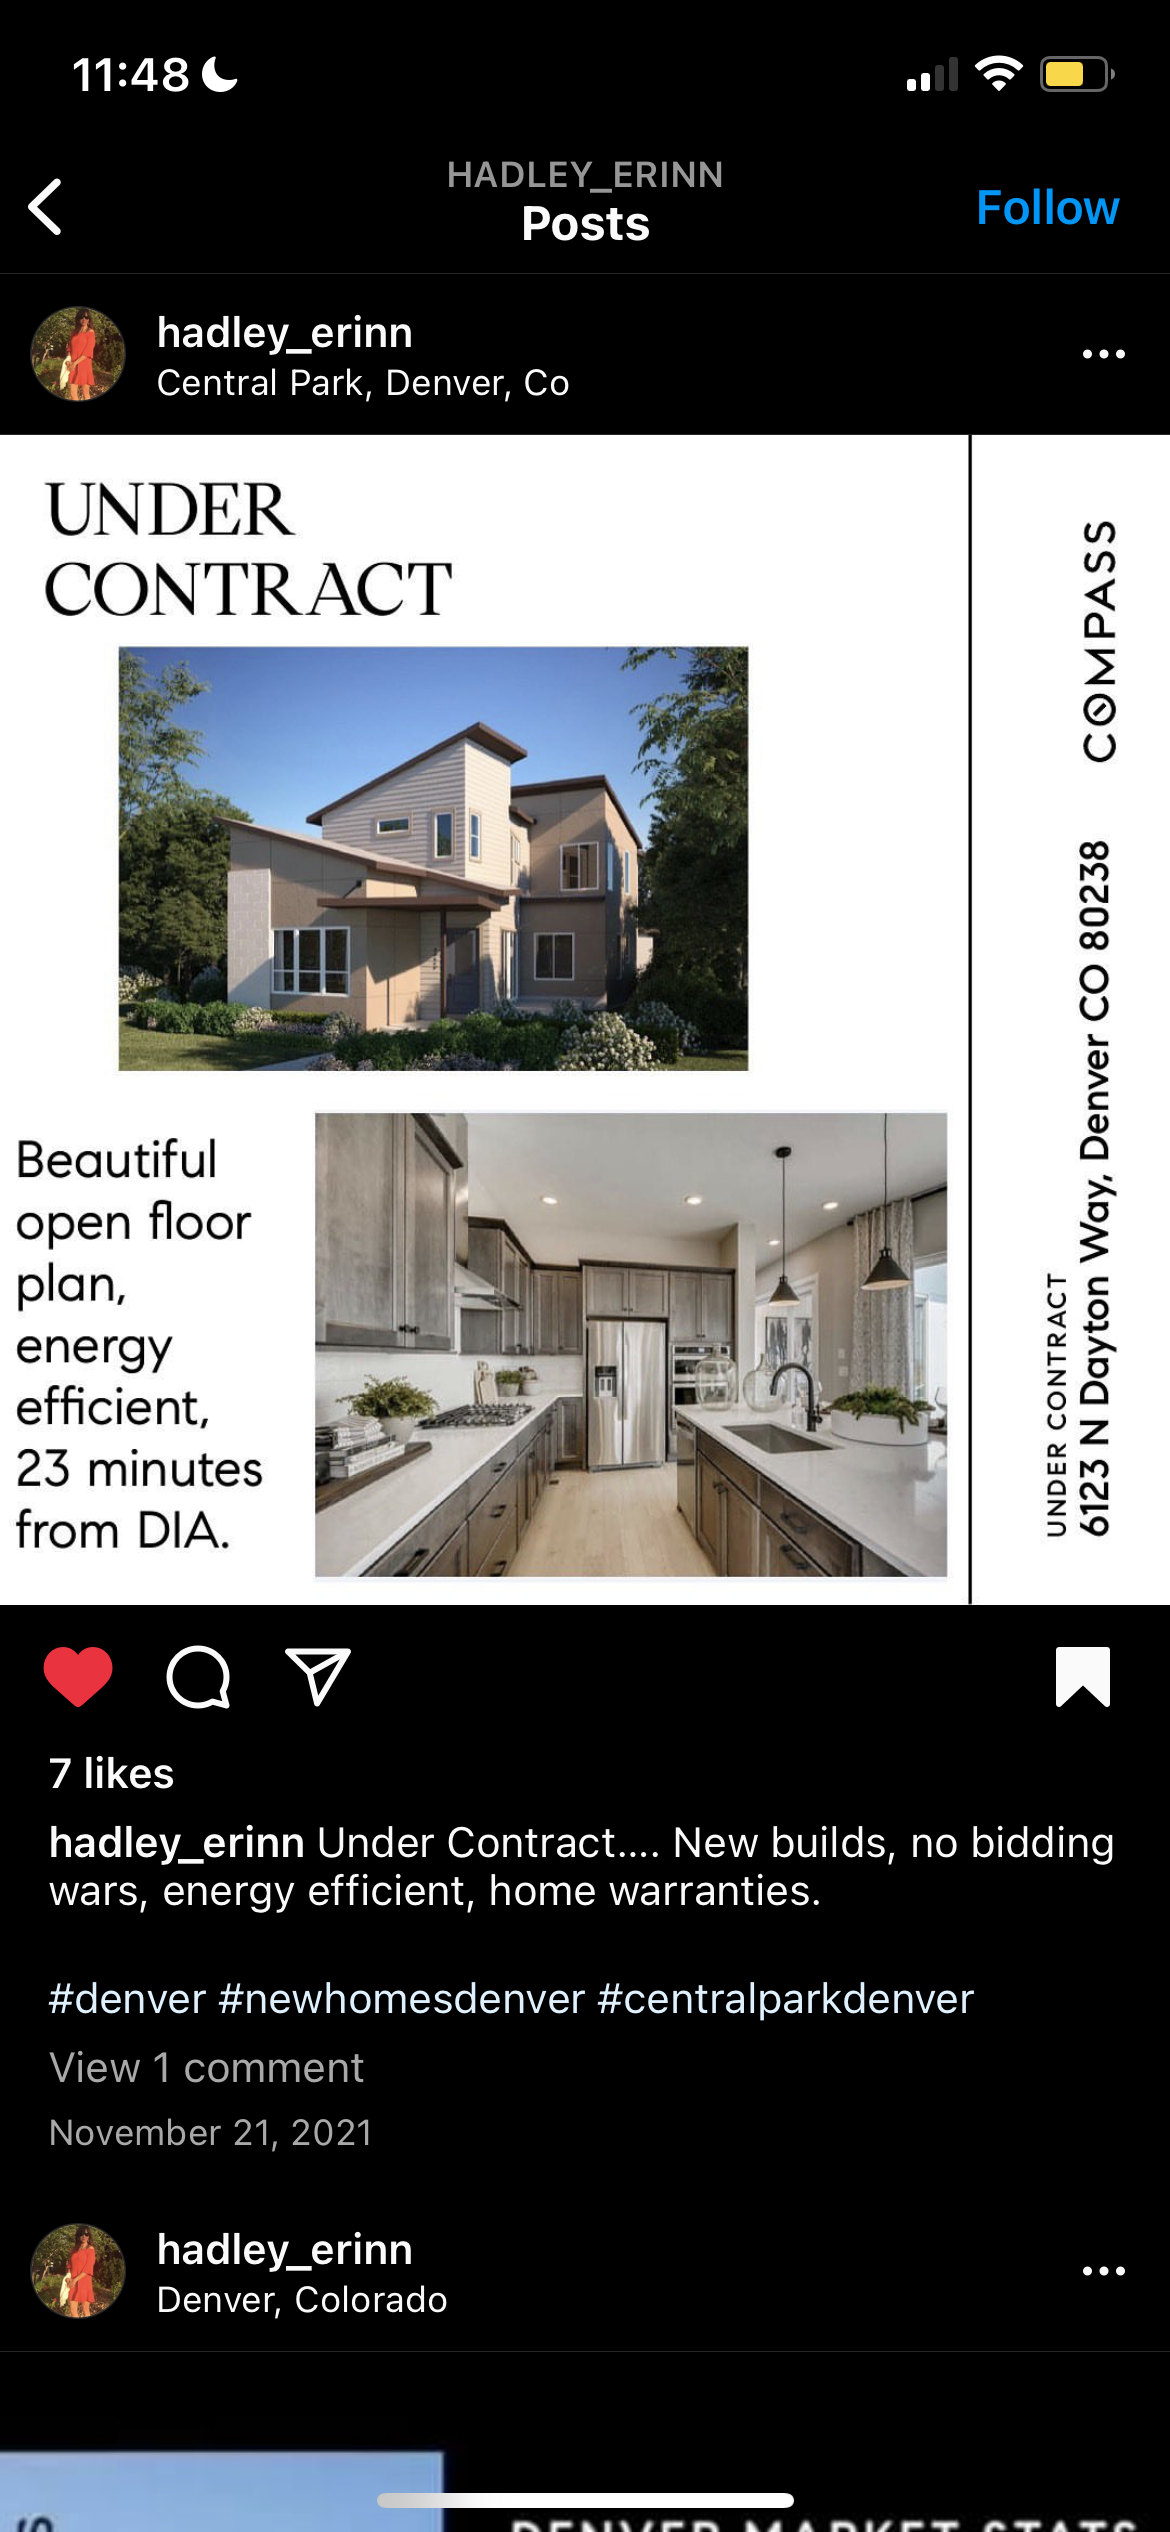 11:48
HADLEY_ERINN
Posts
Follow
hadley_erinn
Central Park, Denver, Co
UNDER
CONTRACT
COMPASS
UNDER CONTRACT
6123 N Dayton Way, Denver CO 80238
Beautiful
open floor
plan,
energy
efficient,
23 minutes
from DIA.
7 likes
hadley_erinn Under Contract.... New builds, no bidding
wars, energy efficient, home warranties.
#denver #newhomesdenver #centralparkdenver
View 1 comment
November 21, 2021
hadley_erinn
Denver, Colorado
DENVER MARKET STATS